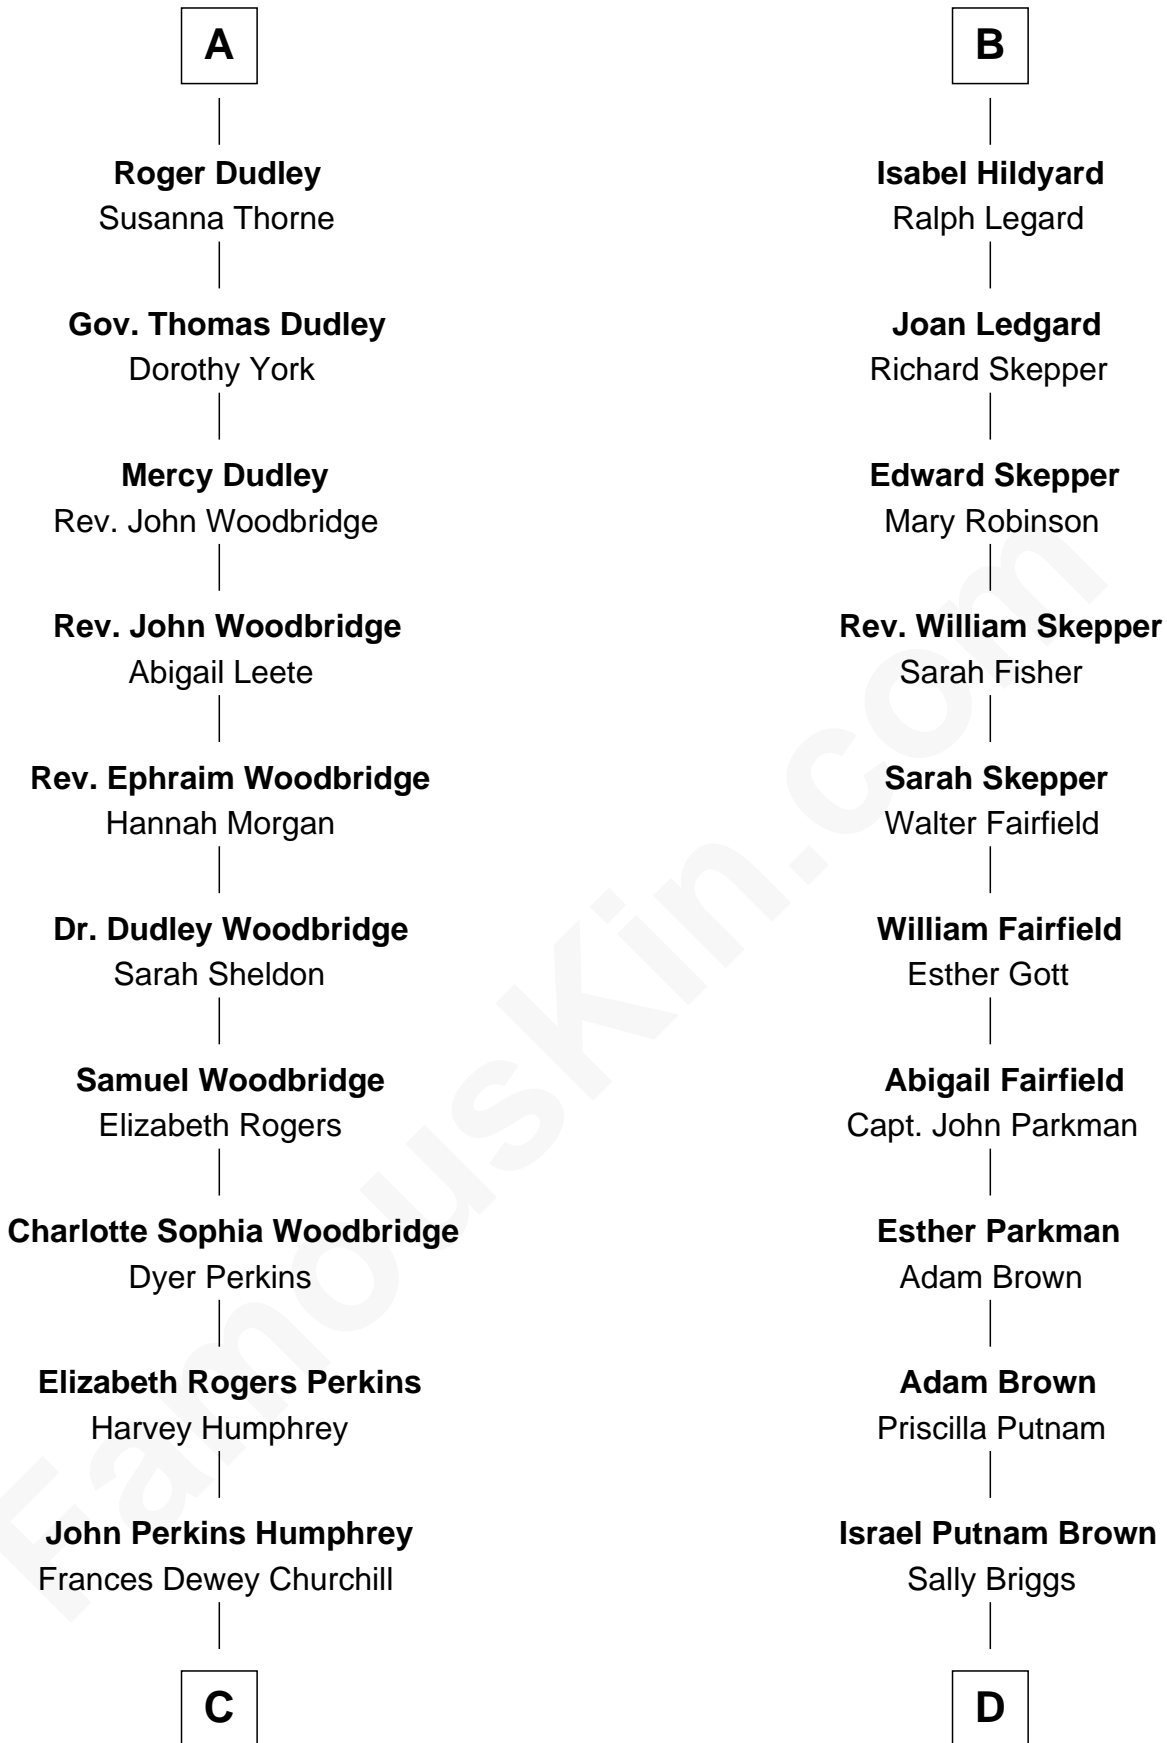 A
Roger Dudley
Susanna Thorne
Gov. Thomas Dudley
Dorothy York
Mercy Dudley
Rev. John Woodbridge
Rev. John Woodbridge
Abigail Leete
Rev. Ephraim Woodbridge
Hannah Morgan
Dr. Dudley Woodbridge
Sarah Sheldon
Samuel Woodbridge
Elizabeth Rogers
Charlotte Sophia Woodbridge
Dyer Perkins
Elizabeth Rogers Perkins
Harvey Humphrey
John Perkins Humphrey
Frances Dewey Churchill
C
B
Isabel Hildyard
Ralph Legard
Joan Ledgard
Richard Skepper
Edward Skepper
Mary Robinson
Rev. William Skepper
Sarah Fisher
Sarah Skepper
Walter Fairfield
William Fairfield
Esther Gott
Abigail Fairfield
Capt. John Parkman
Esther Parkman
Adam Brown
Adam Brown
Priscilla Putnam
Israel Putnam Brown
Sally Briggs
D
FamousKin.com